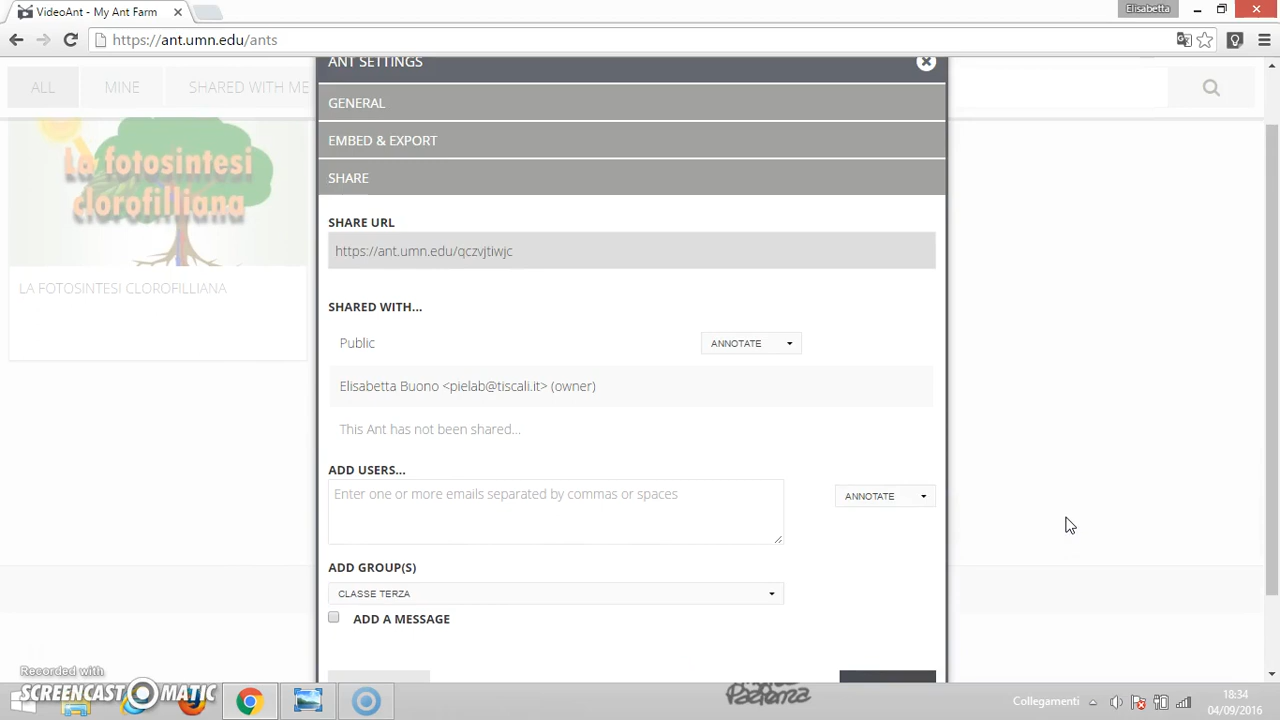 VideoAnt - My Ant Farm
Elisabetta
https://ant.umn.edu/ants
ANT SETTINGS
ALL
MINE
SHARED WITH ME
GENERAL
EMBED & EXPORT
SHARE
La fotosintesi
clorofilliana
LA FOTOSINTESI CLOROFILLIANA
SHARE URL
https://ant.umn.edu/qczvjtiwjc
SHARED WITH...
Public
ANNOTATE
Elisabetta Buono <pielab@tiscali.it> (owner)
This Ant has not been shared...
ADD USERS...
Enter one or more emails separated by commas or spaces
ANNOTATE
ADD GROUP(S)
CLASSE TERZA
ADD A MESSAGE
Recorded with
SCREENCAST MATIC
Collegamenti
18:34
04/09/2016